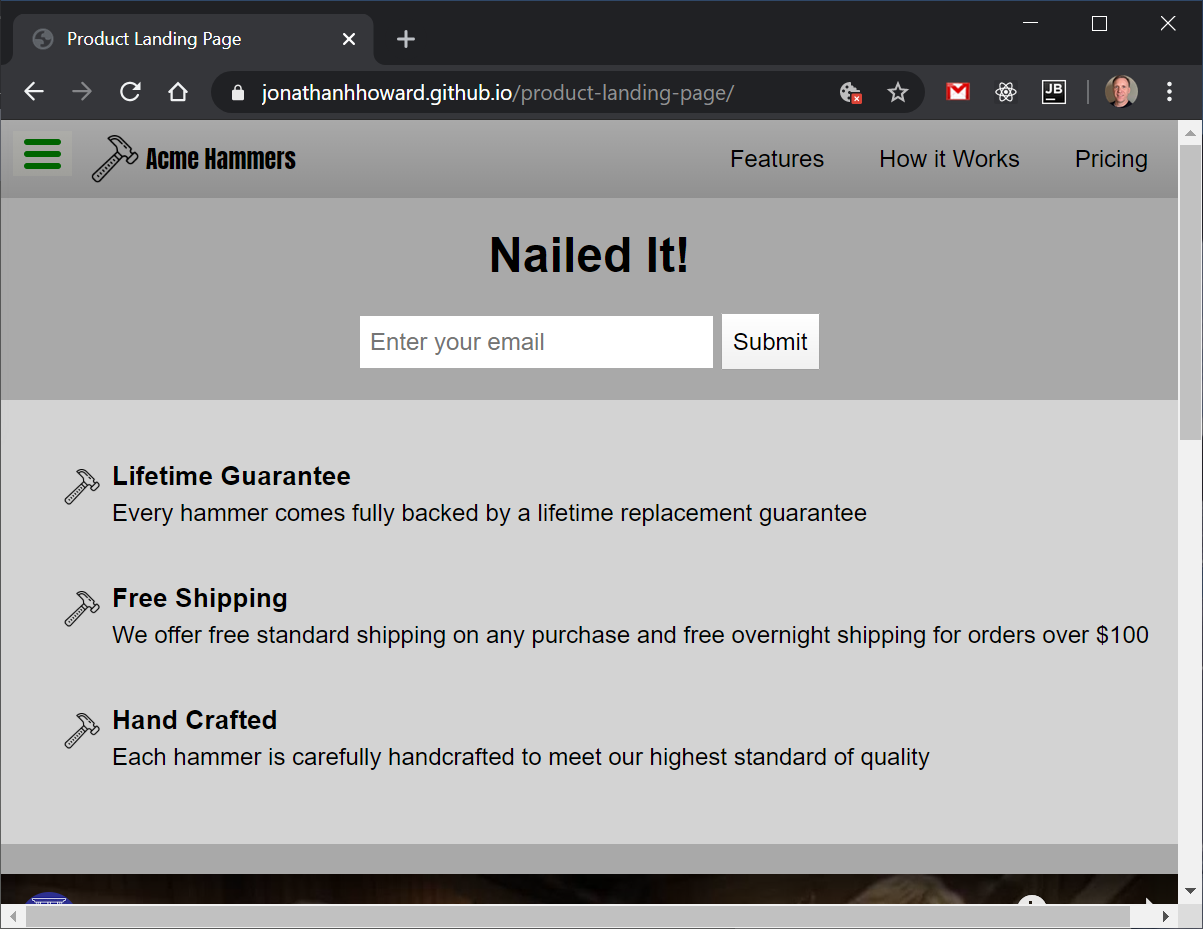 Product Landing Page
jonathanhhoward.github.io/product-landing-page/
JB
Acme Hammers
Features
How it Works
Pricing
Nailed It!
Enter your email
Submit
Lifetime Guarantee
Every hammer comes fully backed by a lifetime replacement guarantee
Free Shipping
We offer free standard shipping on any purchase and free overnight shipping for orders over $100
Hand Crafted
Each hammer is carefully handcrafted to meet our highest standard of quality